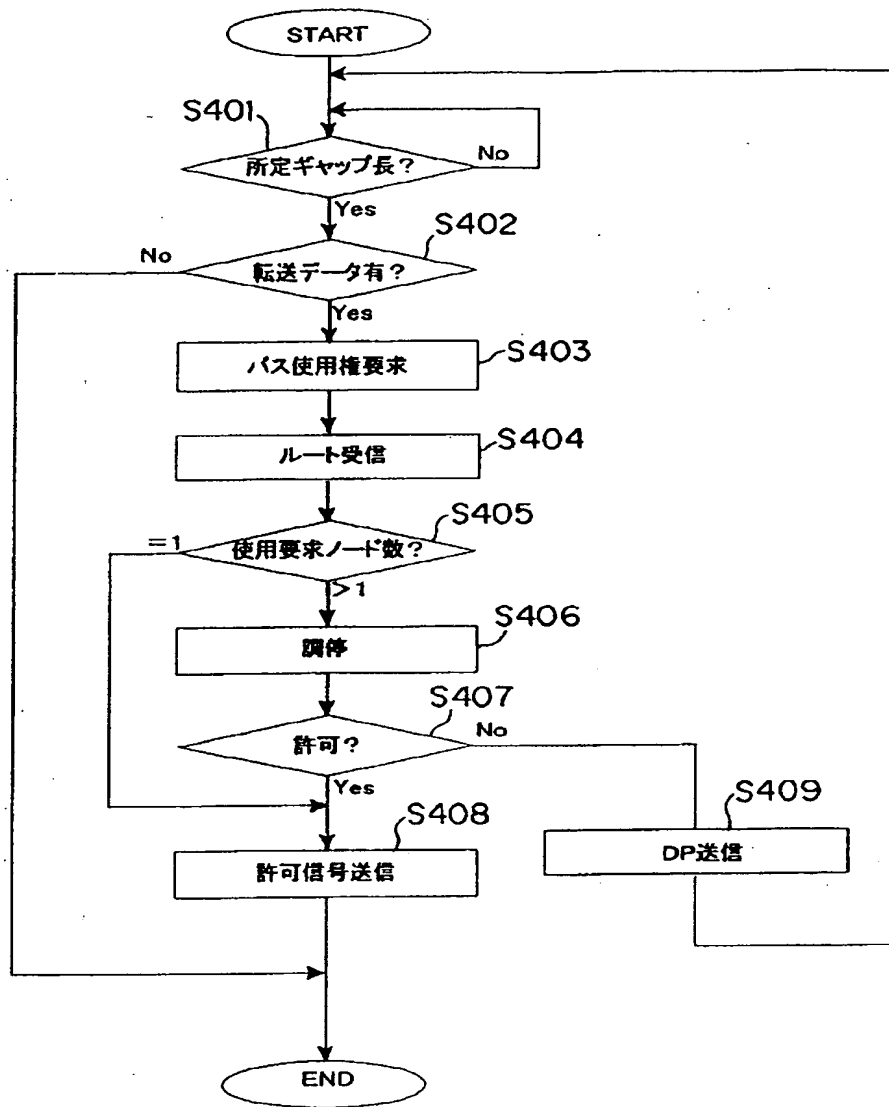 START
S401
所定ギャップ長?
No
Yes
S402
No
転送データ有?
Yes
バス使用権要求
S403
ルート受信
S404
S405
=1
使用要求ノード数?
>1
調停
S406
S407
許可?
No
Yes
S408
許可信号送信
S409
DP送信
END